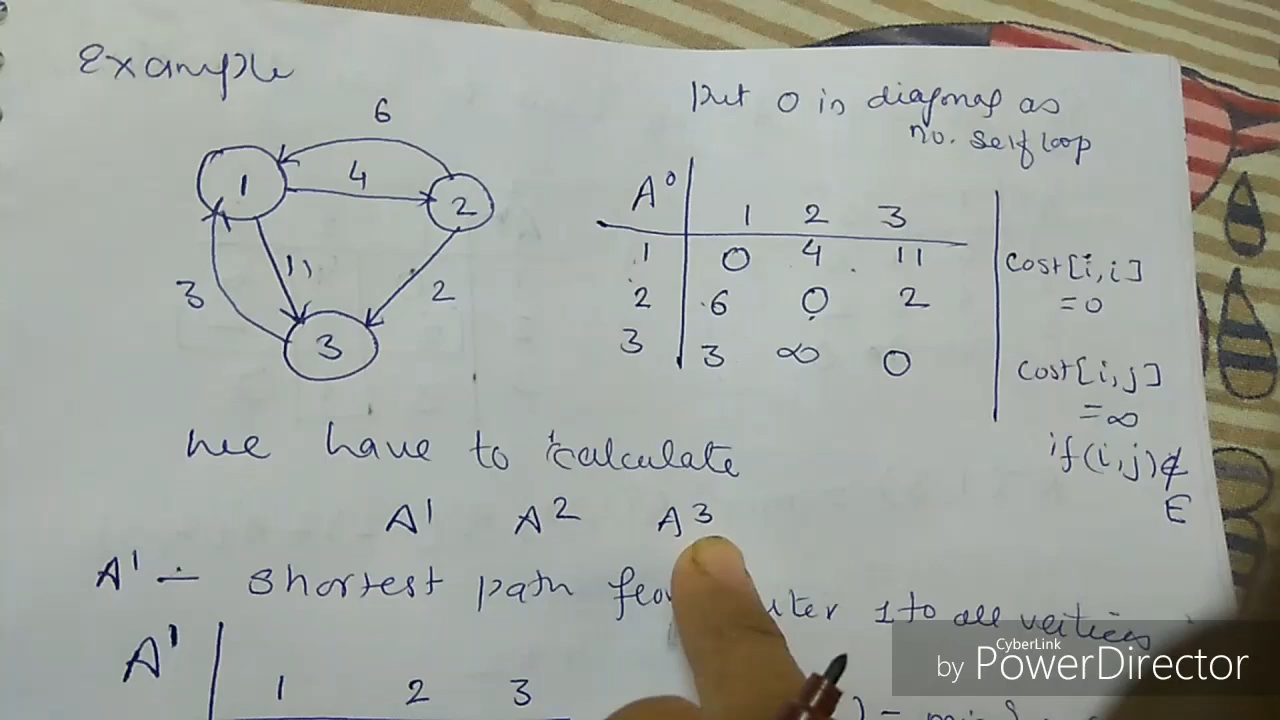 Example
Put 0 in diagonal as
no. self loop
6
4
1
2
11
3
2
3
A⁰ 1 2 3
1 0 4 11
2 6 0 2
3 3 ∞ 0
cost[i,i]
=0
cost[i,j]
=∞
if(i,j)∉
E
we have to calculate
A¹ A² A³
A¹ :- shortest path 1 to all vertices
A¹
1 2 3
CyberLink
by PowerDirector